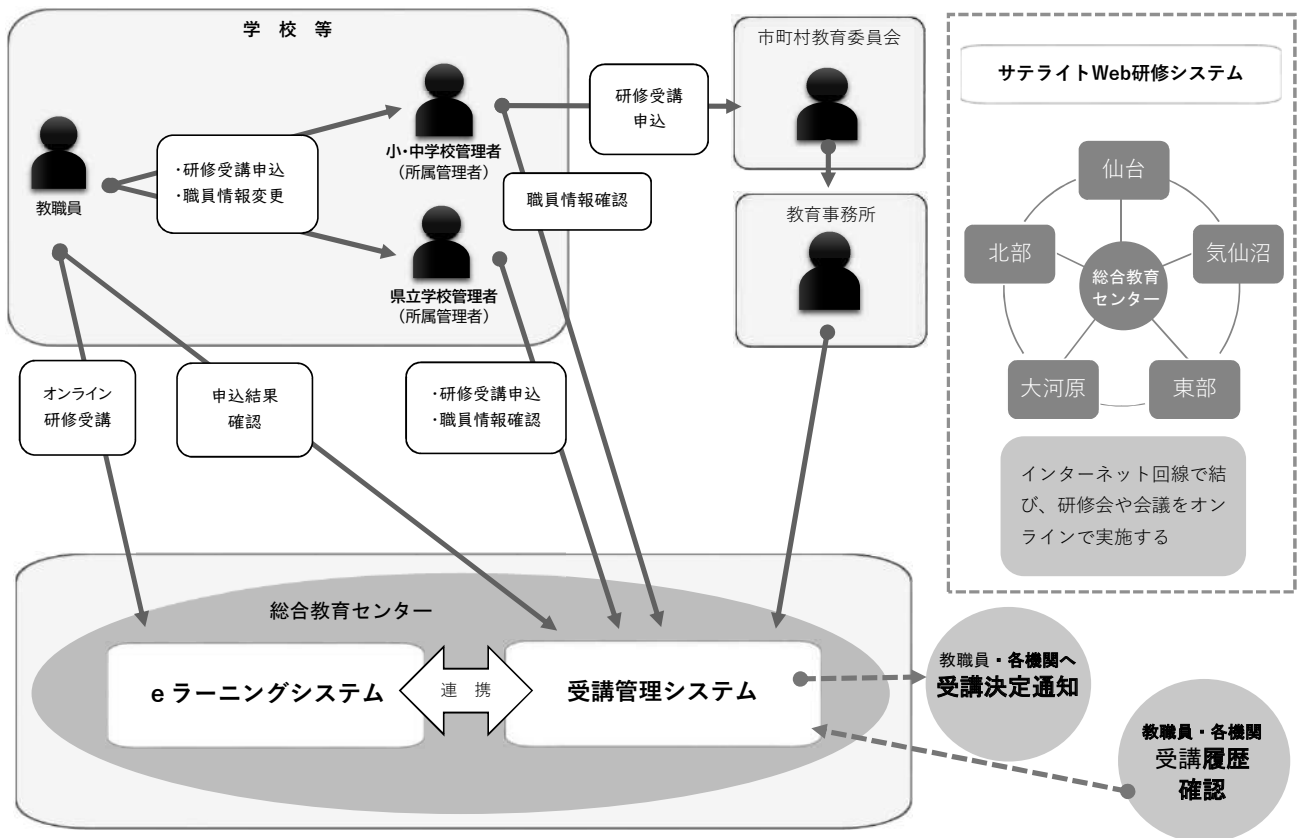 学 校 等
教職員
・研修受講申込
・職員情報変更
小・中学校管理者
（所属管理者）
県立学校管理者
（所属管理者）
研修受講
申込
職員情報確認
市町村教育委員会
教育事務所
オンライン
研修受講
申込結果
確認
・研修受講申込
・職員情報確認
サテライトWeb研修システム
仙台
北部
気仙沼
総合教育
センター
大河原
東部
インターネット回線で結
び、研修会や会議をオン
ラインで実施する
総合教育センター
eラーニングシステム
連 携
受講管理システム
教職員・各機関へ
受講決定通知
教職員・各機関
受講履歴
確認